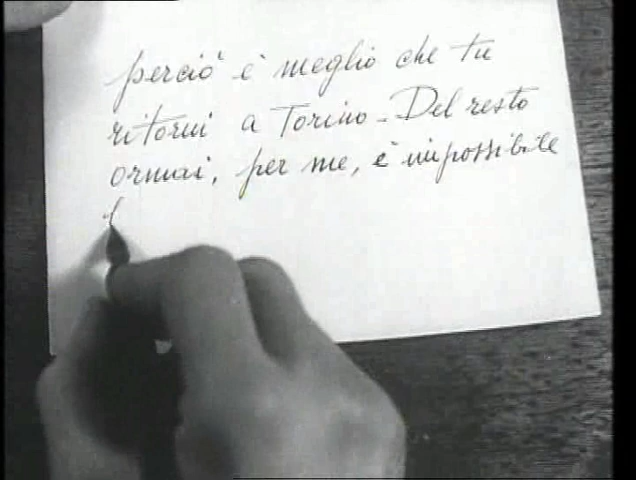 perciò è meglio che tu
ritorni a Torino - Del resto
ormai, per me, è impossibile